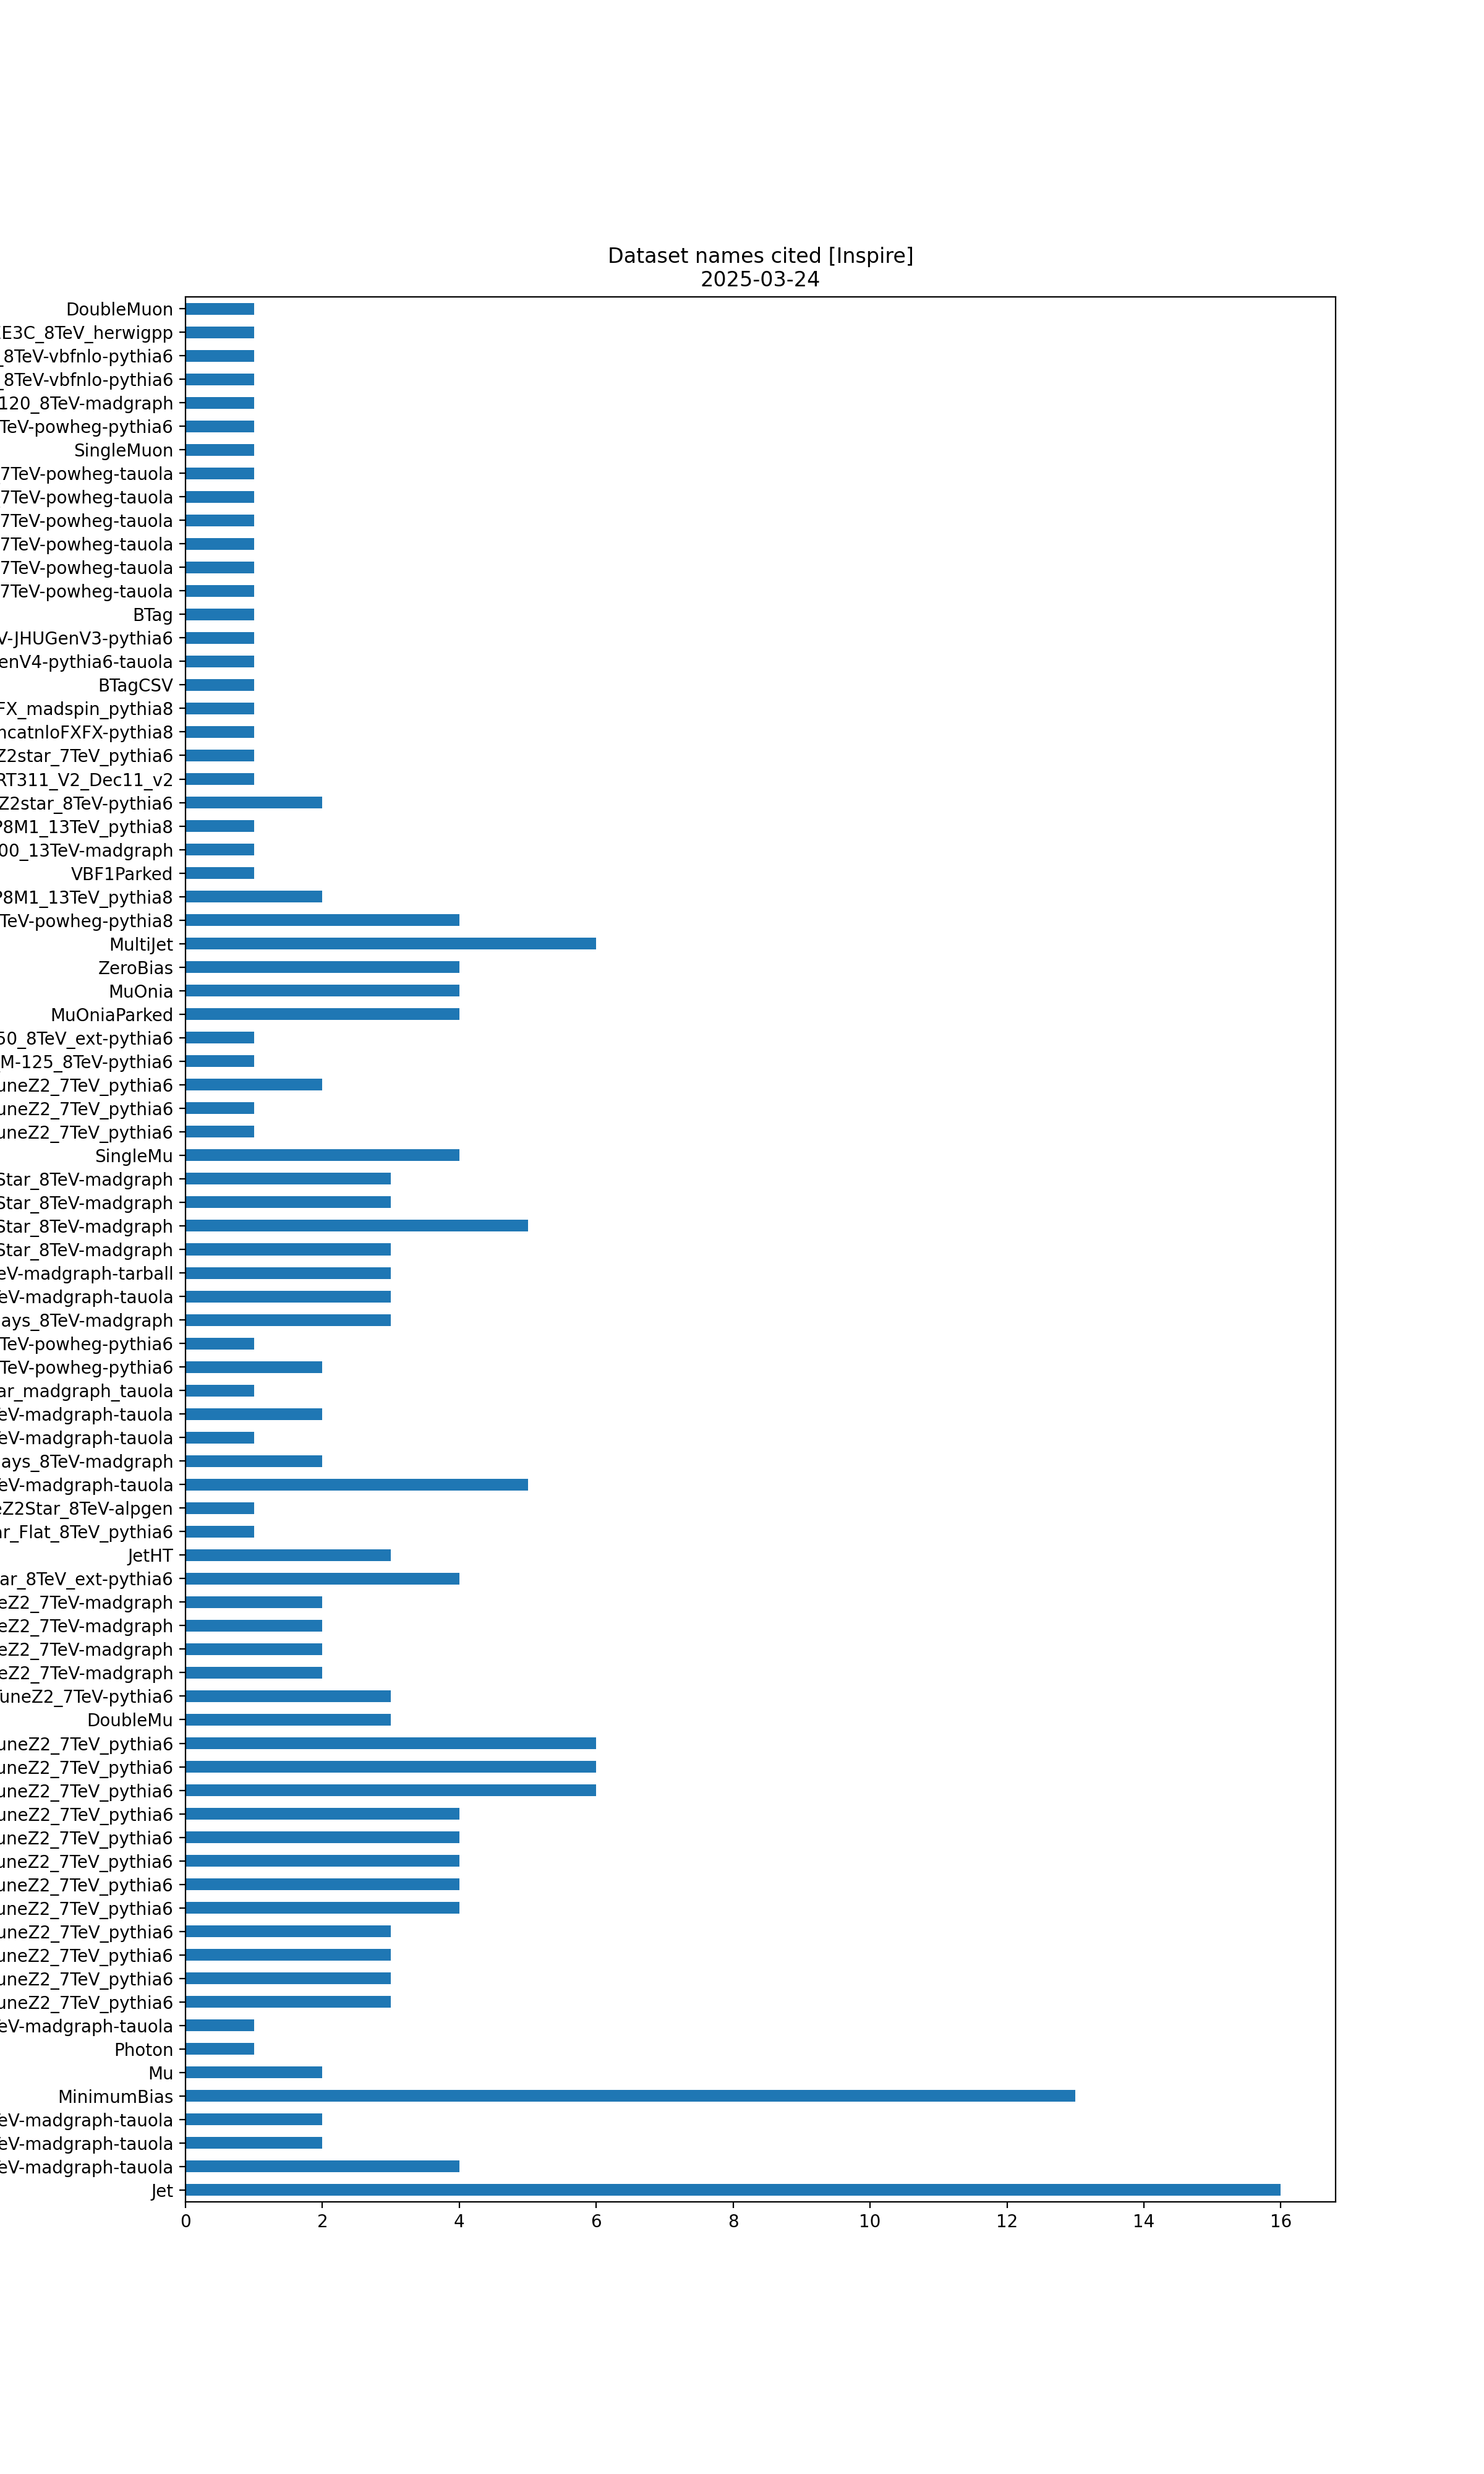 Dataset names cited [Inspire]
2025-03-24
DoubleMuon
EE3C_8TeV_herwigpp
_8TeV-vbfnlo-pythia6
_8TeV-vbfnlo-pythia6
120_8TeV-madgraph
TeV-powheg-pythia6
SingleMuon
7TeV-powheg-tauola
7TeV-powheg-tauola
7TeV-powheg-tauola
7TeV-powheg-tauola
7TeV-powheg-tauola
7TeV-powheg-tauola
BTag
V-JHUGenV3-pythia6
enV4-pythia6-tauola
BTagCSV
FX_madspin_pythia8
mcatnloFXFX-pythia8
Z2star_7TeV_pythia6
RT311_V2_Dec11_v2
Z2star_8TeV-pythia6
P8M1_13TeV_pythia8
00_13TeV-madgraph
VBF1Parked
P8M1_13TeV_pythia8
TeV-powheg-pythia8
MultiJet
ZeroBias
MuOnia
MuOniaParked
50_8TeV_ext-pythia6
M-125_8TeV-pythia6
uneZ2_7TeV_pythia6
uneZ2_7TeV_pythia6
uneZ2_7TeV_pythia6
SingleMu
Star_8TeV-madgraph
Star_8TeV-madgraph
Star_8TeV-madgraph
Star_8TeV-madgraph
eV-madgraph-tarball
eV-madgraph-tauola
ays_8TeV-madgraph
TeV-powheg-pythia6
TeV-powheg-pythia6
ar_madgraph_tauola
eV-madgraph-tauola
eV-madgraph-tauola
ays_8TeV-madgraph
eV-madgraph-tauola
eZ2Star_8TeV-alpgen
ar_Flat_8TeV_pythia6
JetHT
ar_8TeV_ext-pythia6
eZ2_7TeV-madgraph
eZ2_7TeV-madgraph
eZ2_7TeV-madgraph
eZ2_7TeV-madgraph
TuneZ2_7TeV-pythia6
DoubleMu
uneZ2_7TeV_pythia6
uneZ2_7TeV_pythia6
uneZ2_7TeV_pythia6
uneZ2_7TeV_pythia6
uneZ2_7TeV_pythia6
uneZ2_7TeV_pythia6
uneZ2_7TeV_pythia6
uneZ2_7TeV_pythia6
uneZ2_7TeV_pythia6
uneZ2_7TeV_pythia6
uneZ2_7TeV_pythia6
uneZ2_7TeV_pythia6
eV-madgraph-tauola
Photon
Mu
MinimumBias
eV-madgraph-tauola
eV-madgraph-tauola
eV-madgraph-tauola
Jet
0 2 4 6 8 10 12 14 16